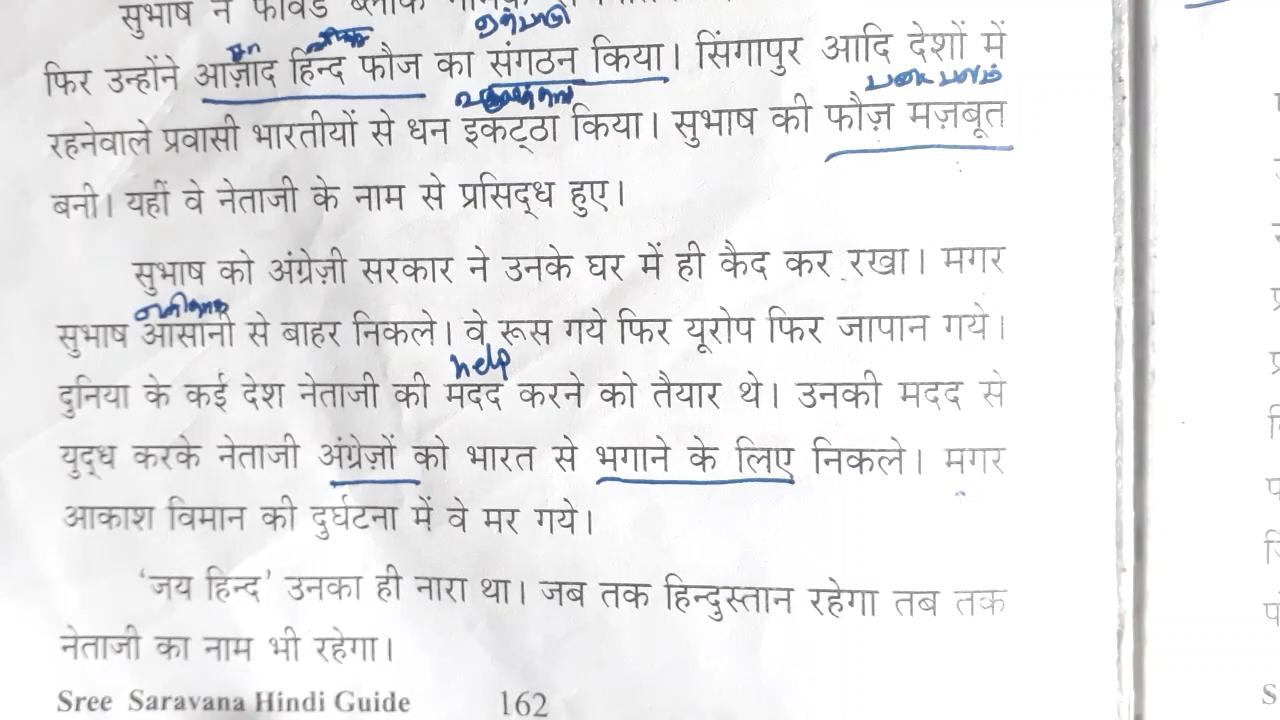 सुभाष ने फॉर्वर्ड ब्लॉक
फिर उन्होंने आज़ाद हिन्द फौज का संगठन किया। सिंगापुर आदि देशों में
रहनेवाले प्रवासी भारतीयों से धन इकट्ठा किया। सुभाष की फौज़ मज़बूत
बनी। यहीं वे नेताजी के नाम से प्रसिद्ध हुए।
सुभाष को अंग्रेज़ी सरकार ने उनके घर में ही कैद कर रखा। मगर
सुभाष आसानी से बाहर निकले। वे रूस गये फिर यूरोप फिर जापान गये।
help
दुनिया के कई देश नेताजी की मदद करने को तैयार थे। उनकी मदद से
युद्ध करके नेताजी अंग्रेज़ों को भारत से भगाने के लिए निकले। मगर
आकाश विमान की दुर्घटना में वे मर गये।
‘जय हिन्द’ उनका ही नारा था। जब तक हिन्दुस्तान रहेगा तब तक
नेताजी का नाम भी रहेगा।
Sree Saravana Hindi Guide 162